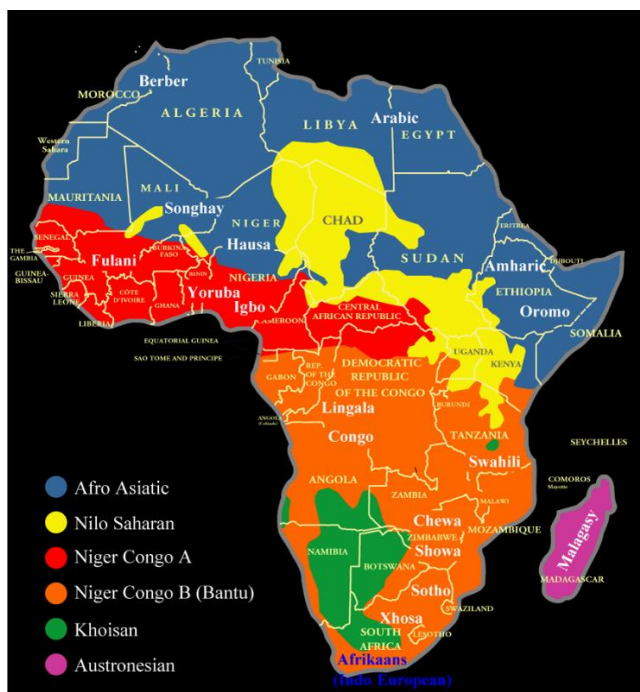 TUNISIA
Berber
MOROCCO
ALGERIA
LIBYA
Arabic
EGYPT
Western
Sahara
MAURITANIA
MALI
Songhay
NIGER
CHAD
SUDAN
ERITREA
Hausa
SENEGAL
THE
GAMBIA
GUINEA-
BISSAU
GUINEA
Fulani
BURKINA
FASO
BENIN
NIGERIA
Amharic
DJIBOUTI
ETHIOPIA
SIERRA
LEONE
CÔTE
D'IVOIRE
GHANA
Yoruba
Igbo
Oromo
LIBERIA
CAMEROON
CENTRAL
AFRICAN REPUBLIC
SOMALIA
EQUATORIAL GUINEA
SAO TOME AND PRINCIPE
UGANDA
KENYA
GABON
REP.
OF THE
CONGO
DEMOCRATIC
REPUBLIC
OF THE CONGO
BURUNDI
Lingala
ANGOLA
(Cabinda)
Congo
TANZANIA
SEYCHELLES
Swahili
COMOROS
Mayotte
ANGOLA
ZAMBIA
MALAWI
Chewa
MOZAMBIQUE
ZIMBABWE
Showa
Malagasy
MADAGASCAR
NAMIBIA
BOTSWANA
Sotho
SWAZILAND
Xhosa
SOUTH
AFRICA
LESOTHO
Afrikaans
(Indo European)
Afro Asiatic
Nilo Saharan
Niger Congo A
Niger Congo B (Bantu)
Khoisan
Austronesian